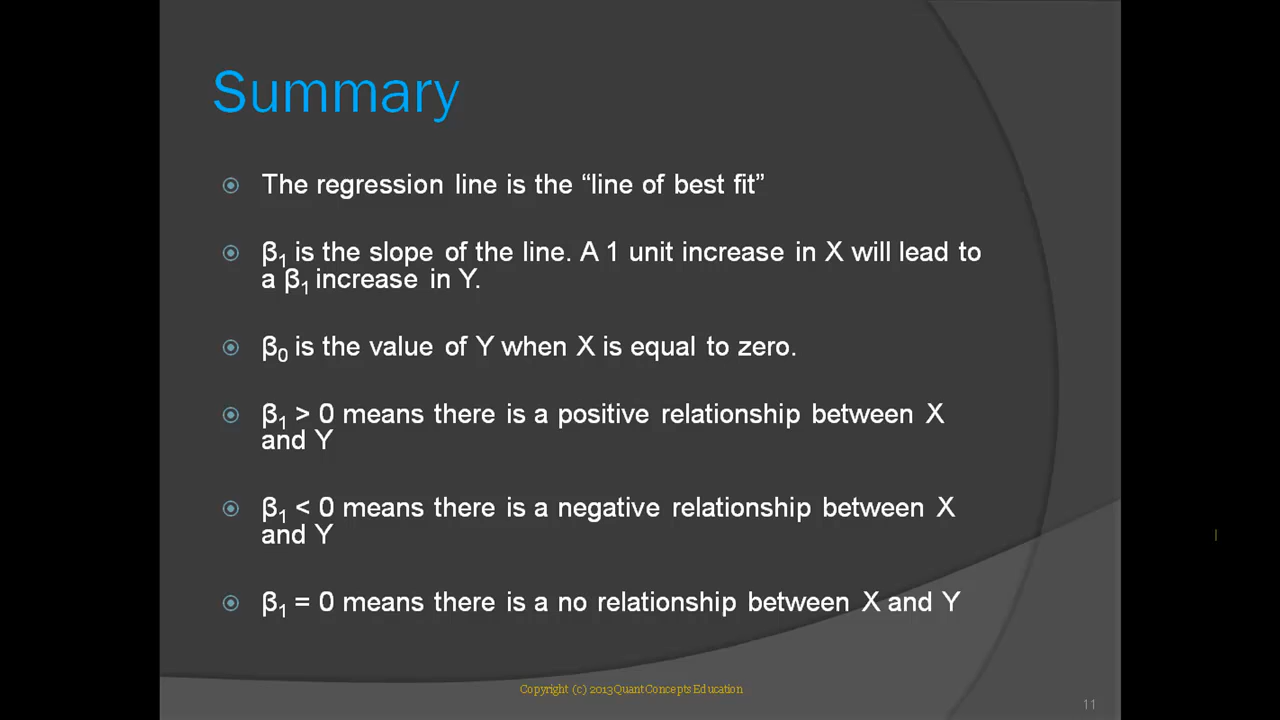 Summary
The regression line is the “line of best fit”
β₁ is the slope of the line. A 1 unit increase in X will lead to
a β₁ increase in Y.
β₀ is the value of Y when X is equal to zero.
β₁ > 0 means there is a positive relationship between X
and Y
β₁ < 0 means there is a negative relationship between X
and Y
β₁ = 0 means there is a no relationship between X and Y
Copyright (c) 2013 QuantConcepts Education
11